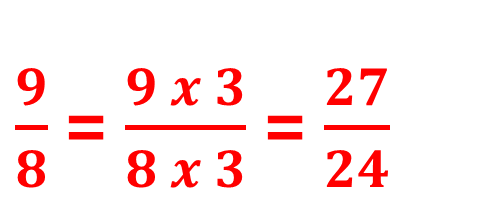 9/8 = 9 x 3/8 x 3 = 27/24